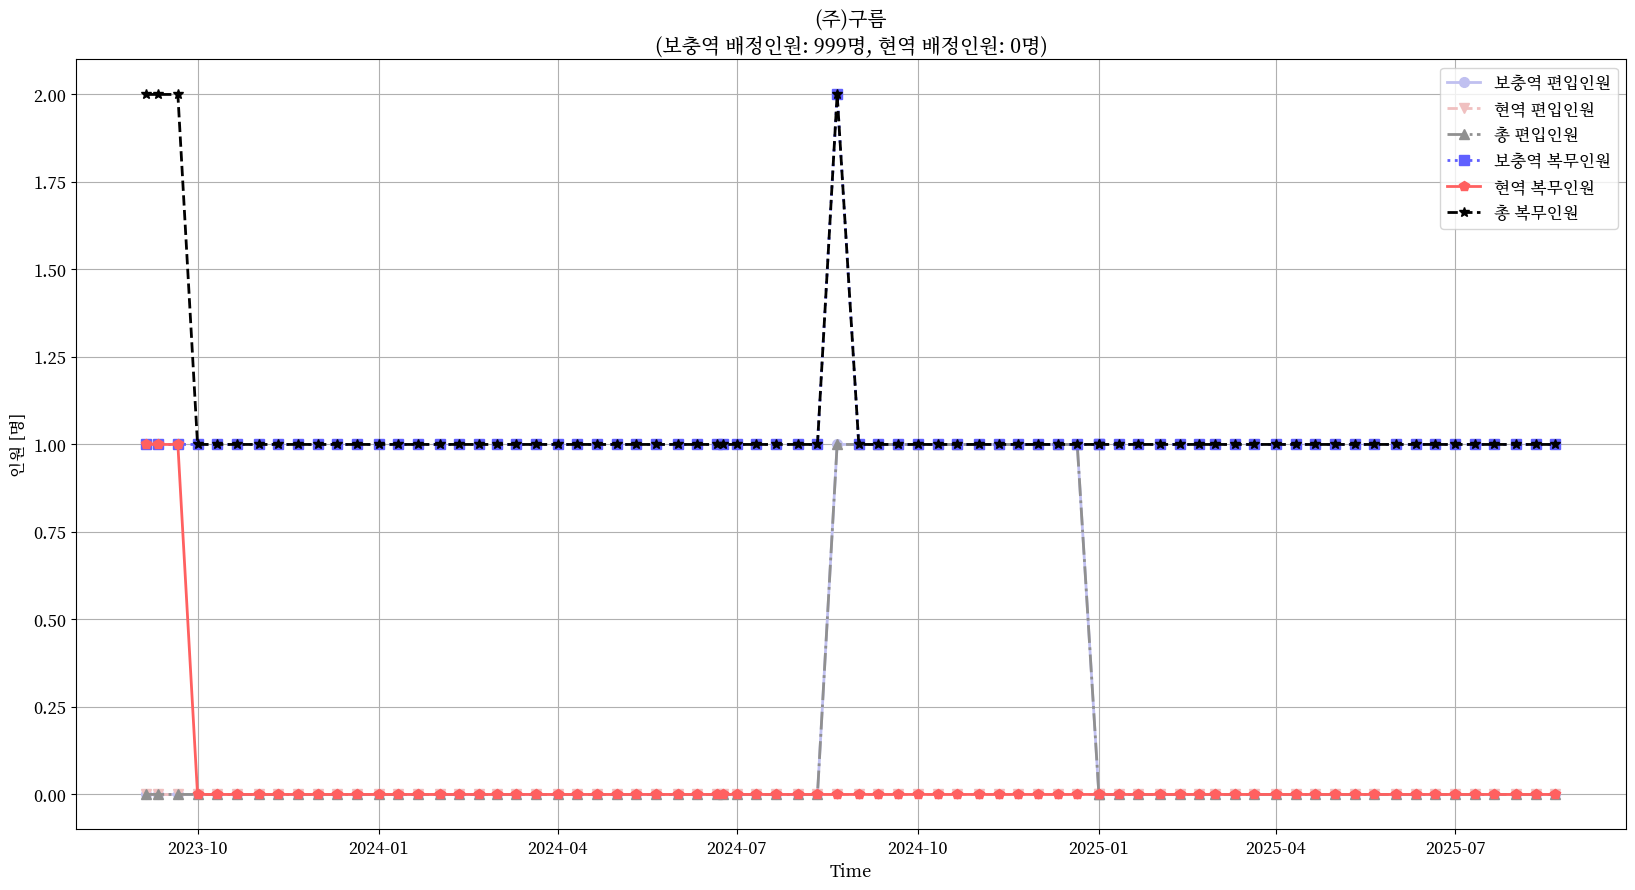 (주)구름
(보충역 배정인원: 999명, 현역 배정인원: 0명)
보충역 편입인원
현역 편입인원
총 편입인원
보충역 복무인원
현역 복무인원
총 복무인원
인원 [명]
2.00
1.75
1.50
1.25
1.00
0.75
0.50
0.25
0.00
2023-10
2024-01
2024-04
2024-07
2024-10
2025-01
2025-04
2025-07
Time